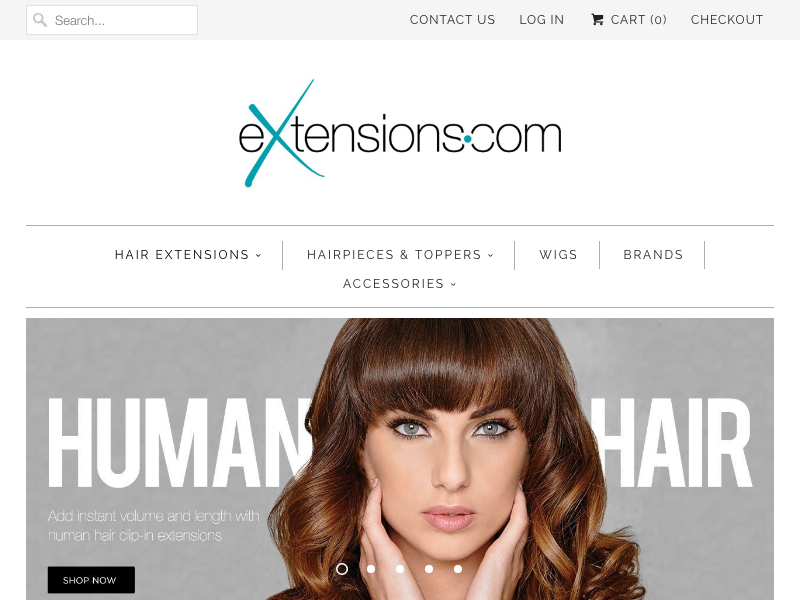 Search...
CONTACT US LOG IN CART (0) CHECKOUT
eXtensions.com
HAIR EXTENSIONS HAIRPIECES & TOPPERS WIGS BRANDS
ACCESSORIES
HUMAN HAIR
Add instant volume and length with
human hair clip-in extensions
SHOP NOW